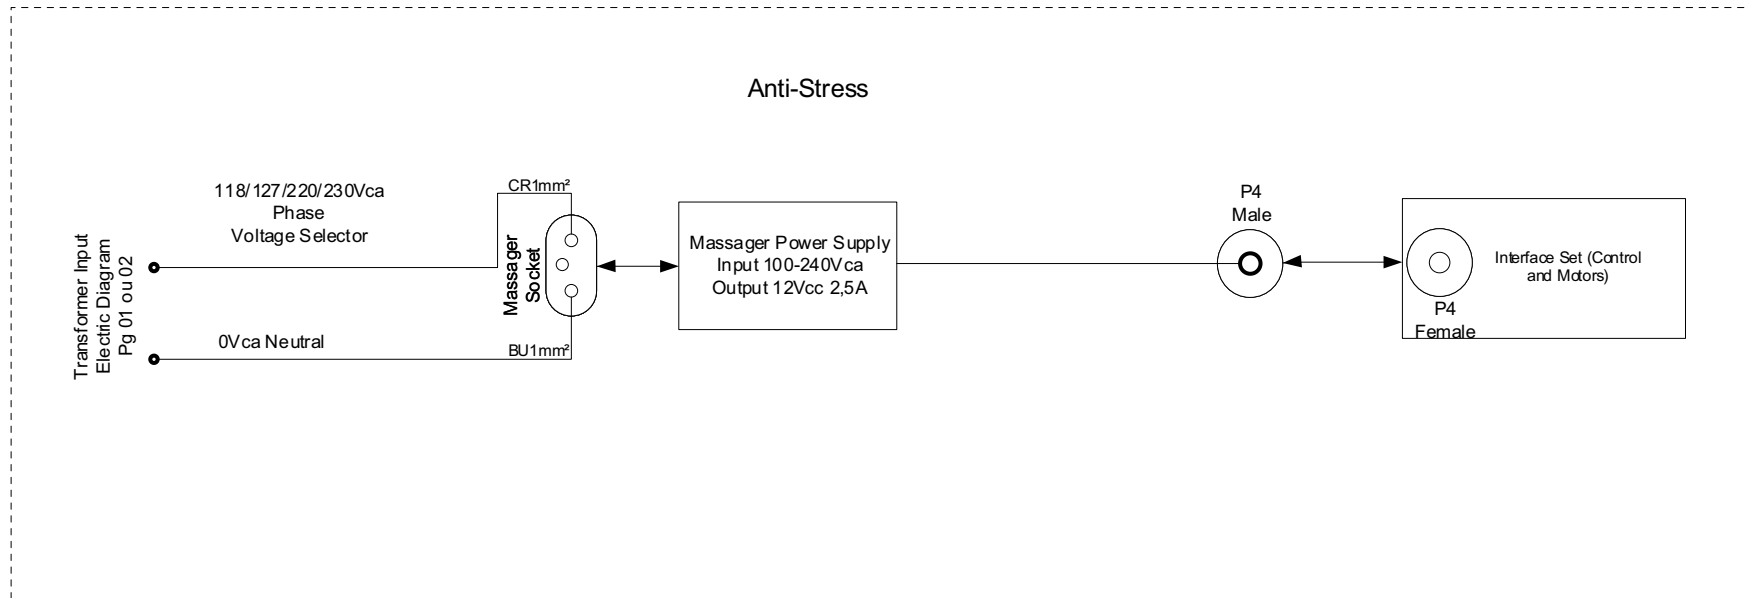 Anti-Stress
118/127/220/230Vca
Phase
Voltage Selector
Transformer Input
Electric Diagram
Pg 01 ou 02
0Vca Neutral
CR1mm²
BU1mm²
Massager
Socket
Massager Power Supply
Input 100-240Vca
Output 12Vcc 2,5A
P4
Male
P4
Female
Interface Set (Control
and Motors)